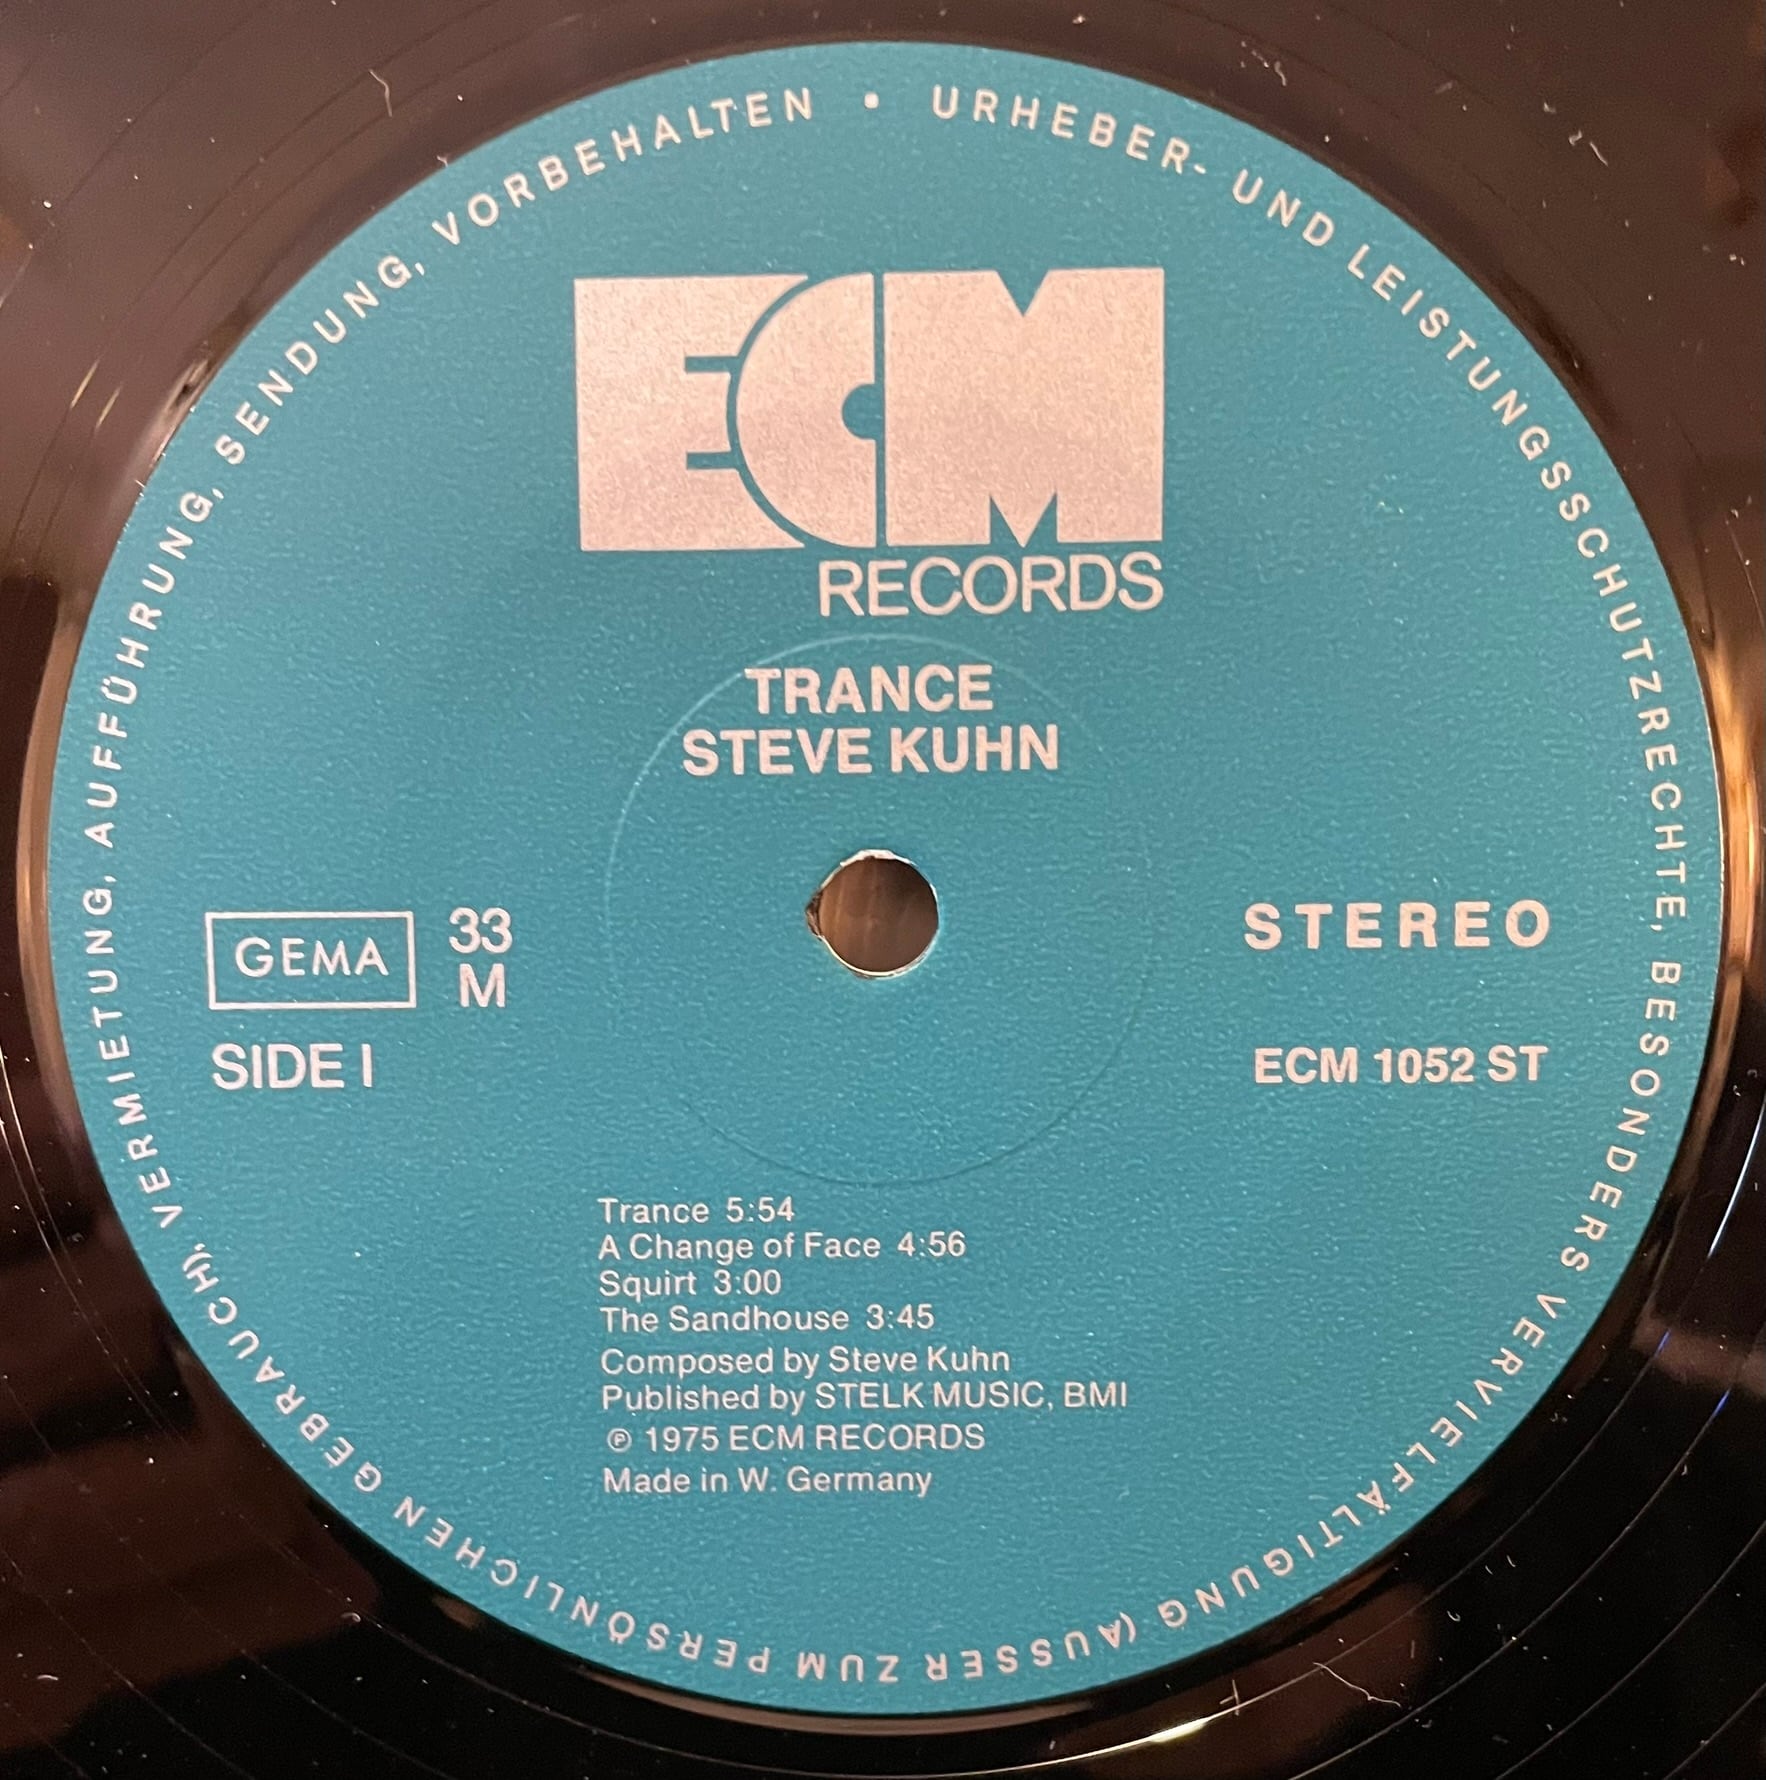 URHEBER- UND LEISTUNGSSCHUTZRECHTE, BESONDERS VERVIELFÄLTIGUNG (AUSSER ZUM PERSÖNLICHEN GEBRAUCH), VERMIETUNG, AUFFÜHRUNG, SENDUNG, VORBEHALTEN •
ECM
RECORDS
TRANCE
STEVE KUHN
GEMA
33
M
SIDE I
STEREO
ECM 1052 ST
Trance 5:54
A Change of Face 4:56
Squirt 3:00
The Sandhouse 3:45
Composed by Steve Kuhn
Published by STELK MUSIC, BMI
℗ 1975 ECM RECORDS
Made in W. Germany